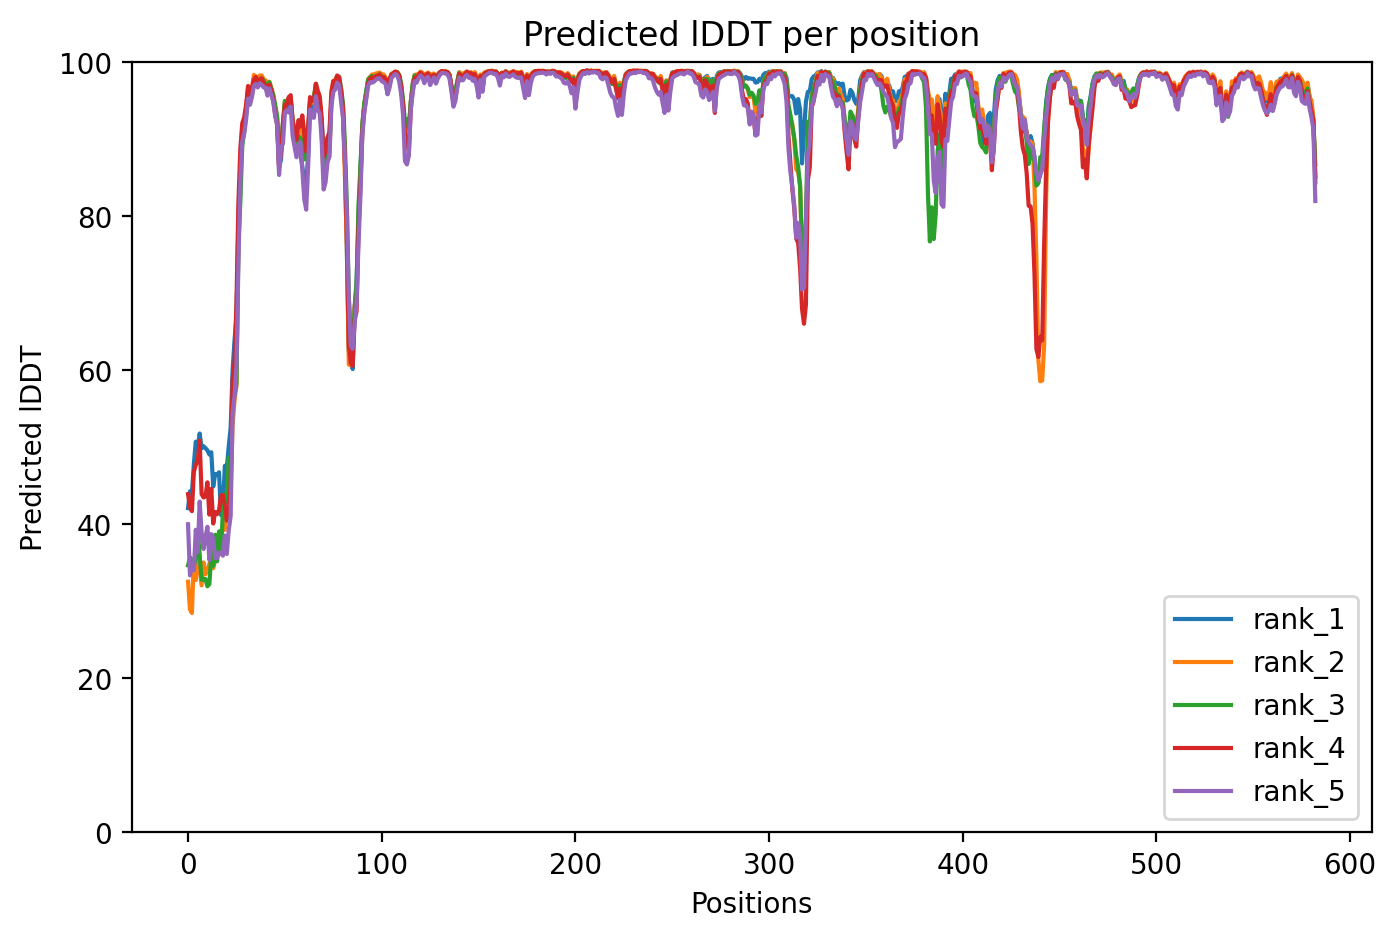 Predicted lDDT per position
100
80
60
40
20
0
Predicted lDDT
0 100 200 300 400 500 600
Positions
rank_1
rank_2
rank_3
rank_4
rank_5